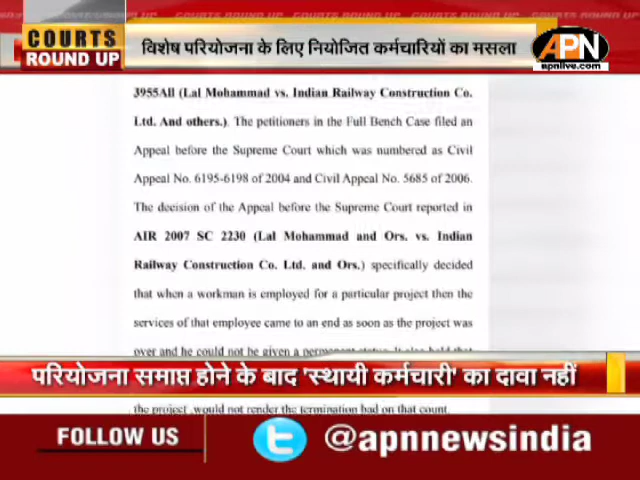 COURTS
ROUND UP
विशेष परियोजना के लिए नियोजित कर्मचारियों का मसला
APN
apnlive.com
3955All (Lal Mohammad vs. Indian Railway Construction Co.
Ltd. And others.). The petitioners in the Full Bench Case filed an
Appeal before the Supreme Court which was numbered as Civil
Appeal No. 6195-6198 of 2004 and Civil Appeal No. 5685 of 2006.
The decision of the Appeal before the Supreme Court reported in
AIR 2007 SC 2230 (Lal Mohammad and Ors. vs. Indian
Railway Construction Co. Ltd. and Ors.) specifically decided
that when a workman is employed for a particular project then the
services of that employee came to an end as soon as the project was
over and he could not be given a permanent status. It also held that
परियोजना समाप्त होने के बाद 'स्थायी कर्मचारी' का दावा नहीं
the project, would not render the termination bad on that count.
FOLLOW US
@apnnewsindia